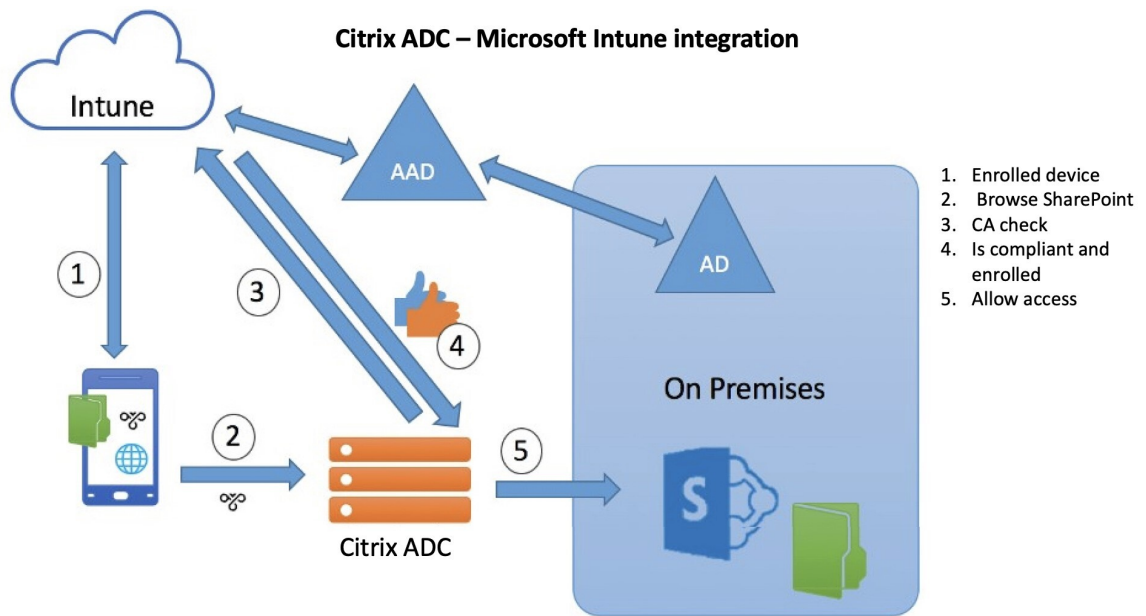 Citrix ADC – Microsoft Intune integration
Intune
AAD
AD
1
3
4
2
5
On Premises
S
Citrix ADC
1. Enrolled device
2. Browse SharePoint
3. CA check
4. Is compliant and
enrolled
5. Allow access